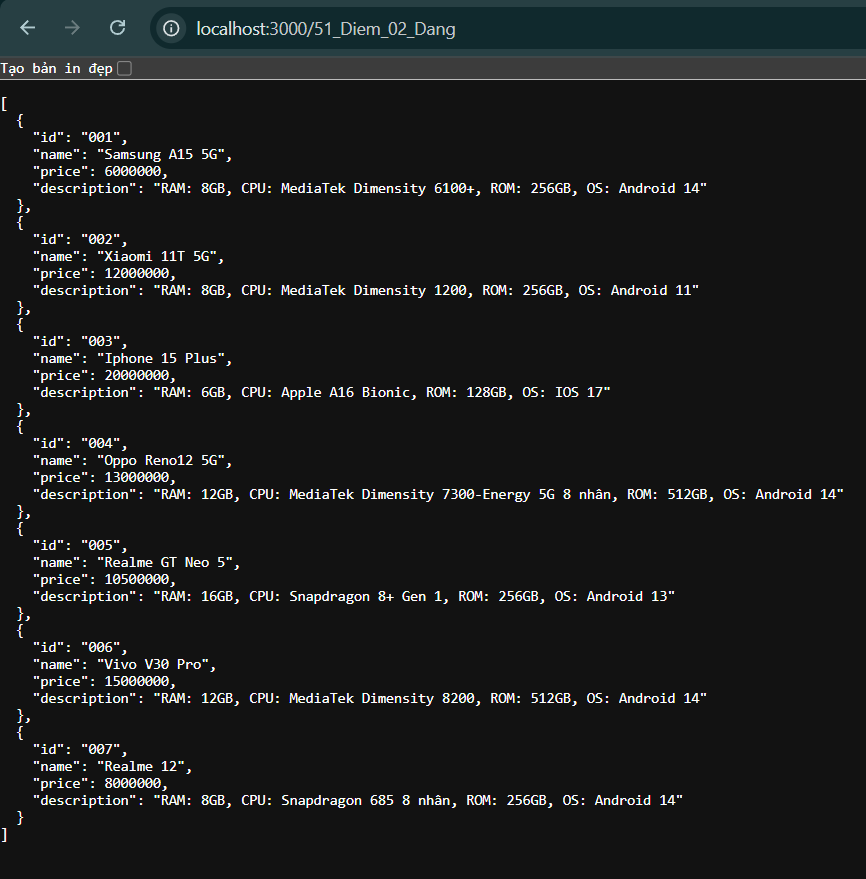 localhost:3000/51_Diem_02_Dang
Tạo bản in đẹp
[
  {
    "id": "001",
    "name": "Samsung A15 5G",
    "price": 6000000,
    "description": "RAM: 8GB, CPU: MediaTek Dimensity 6100+, ROM: 256GB, OS: Android 14"
  },
  {
    "id": "002",
    "name": "Xiaomi 11T 5G",
    "price": 12000000,
    "description": "RAM: 8GB, CPU: MediaTek Dimensity 1200, ROM: 256GB, OS: Android 11"
  },
  {
    "id": "003",
    "name": "Iphone 15 Plus",
    "price": 20000000,
    "description": "RAM: 6GB, CPU: Apple A16 Bionic, ROM: 128GB, OS: IOS 17"
  },
  {
    "id": "004",
    "name": "Oppo Reno12 5G",
    "price": 13000000,
    "description": "RAM: 12GB, CPU: MediaTek Dimensity 7300-Energy 5G 8 nhân, ROM: 512GB, OS: Android 14"
  },
  {
    "id": "005",
    "name": "Realme GT Neo 5",
    "price": 10500000,
    "description": "RAM: 16GB, CPU: Snapdragon 8+ Gen 1, ROM: 256GB, OS: Android 13"
  },
  {
    "id": "006",
    "name": "Vivo V30 Pro",
    "price": 15000000,
    "description": "RAM: 12GB, CPU: MediaTek Dimensity 8200, ROM: 512GB, OS: Android 14"
  },
  {
    "id": "007",
    "name": "Realme 12",
    "price": 8000000,
    "description": "RAM: 8GB, CPU: Snapdragon 685 8 nhân, ROM: 256GB, OS: Android 14"
  }
]